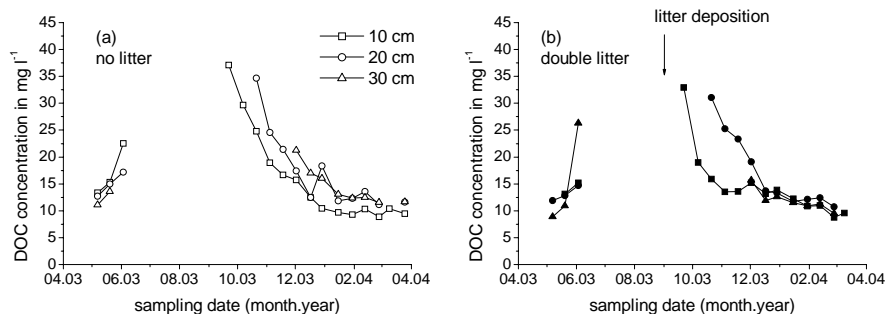 litter deposition
(a)
no litter
10 cm
20 cm
30 cm
45
40
35
30
25
20
15
10
5
0
DOC concentration in mg l-1
04.03 06.03 08.03 10.03 12.03 02.04 04.04
sampling date (month.year)
(b)
double litter
45
40
35
30
25
20
15
10
5
0
DOC concentration in mg l-1
04.03 06.03 08.03 10.03 12.03 02.04 04.04
sampling date (month.year)